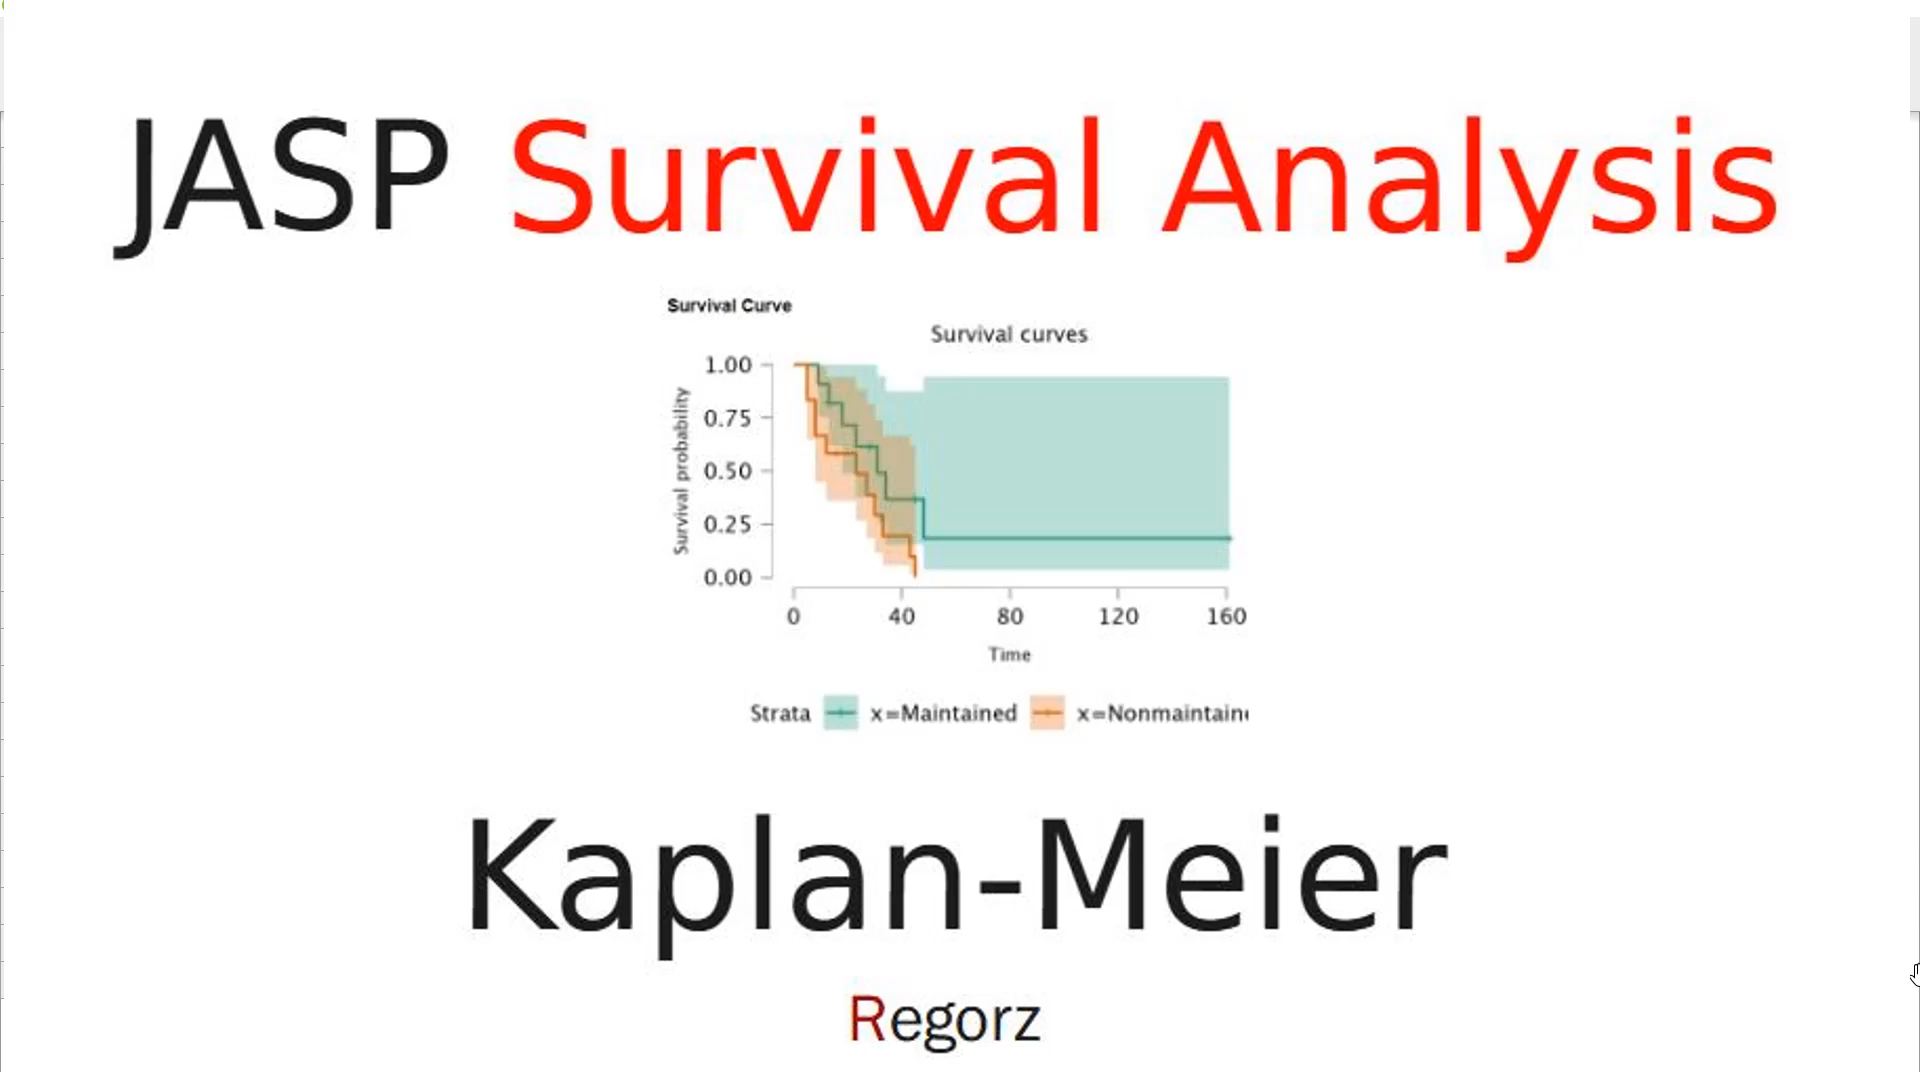 JASP Survival Analysis
Survival Curve
Survival curves
Survival probability
1.00
0.75
0.50
0.25
0.00
0 40 80 120 160
Time
Strata x=Maintained x=Nonmaintain
Kaplan-Meier
Regorz